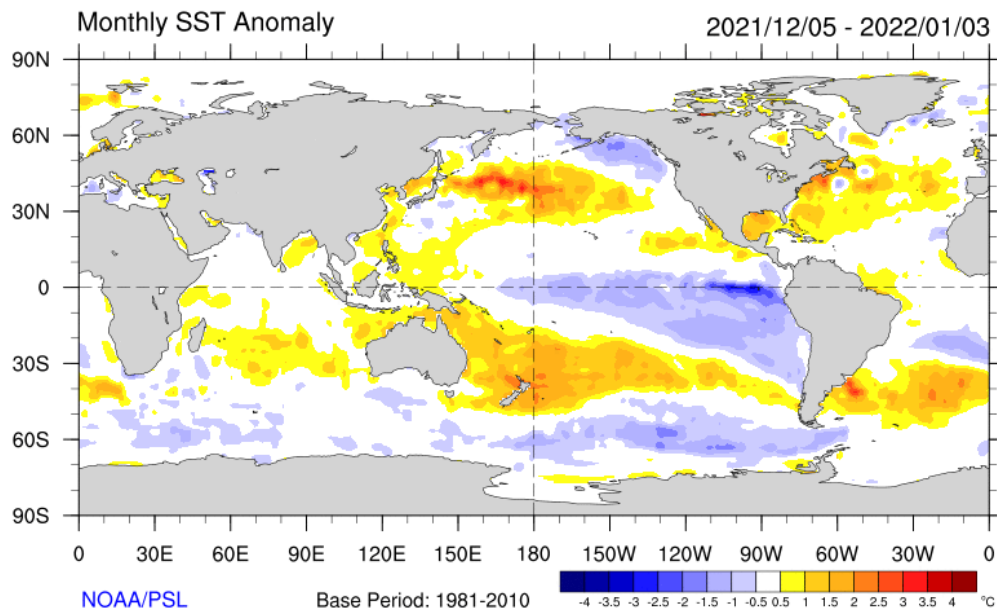 Monthly SST Anomaly 2021/12/05 - 2022/01/03
90N
60N
30N
0
30S
60S
90S
0 30E 60E 90E 120E 150E 180 150W 120W 90W 60W 30W 0
NOAA/PSL Base Period: 1981-2010
-4 -3.5 -3 -2.5 -2 -1.5 -1 -0.5 0.5 1 1.5 2 2.5 3 3.5 4 °C